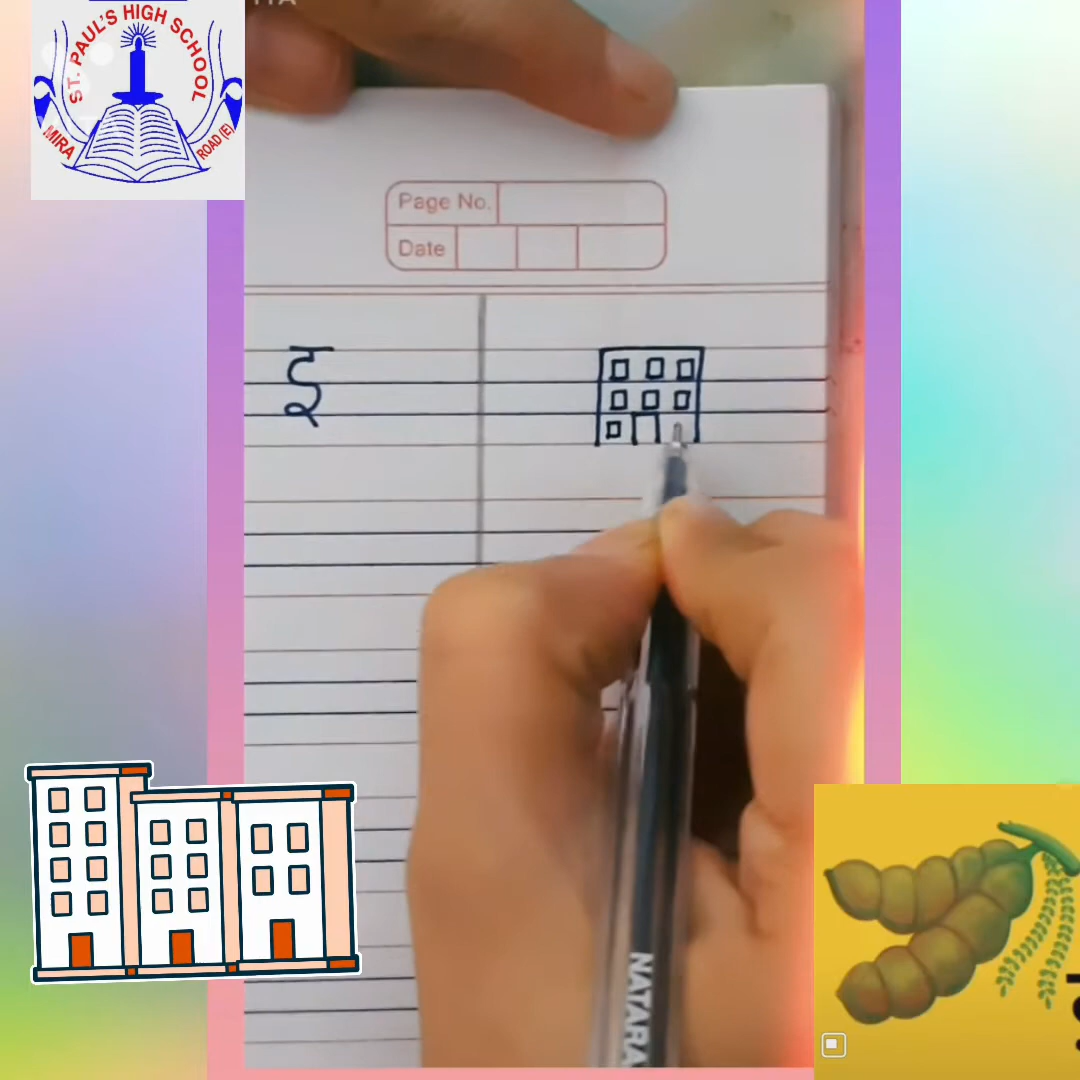 ST. PAUL'S HIGH SCHOOL
MIRA ROAD (E)
Page No.
Date
इ
NATARA